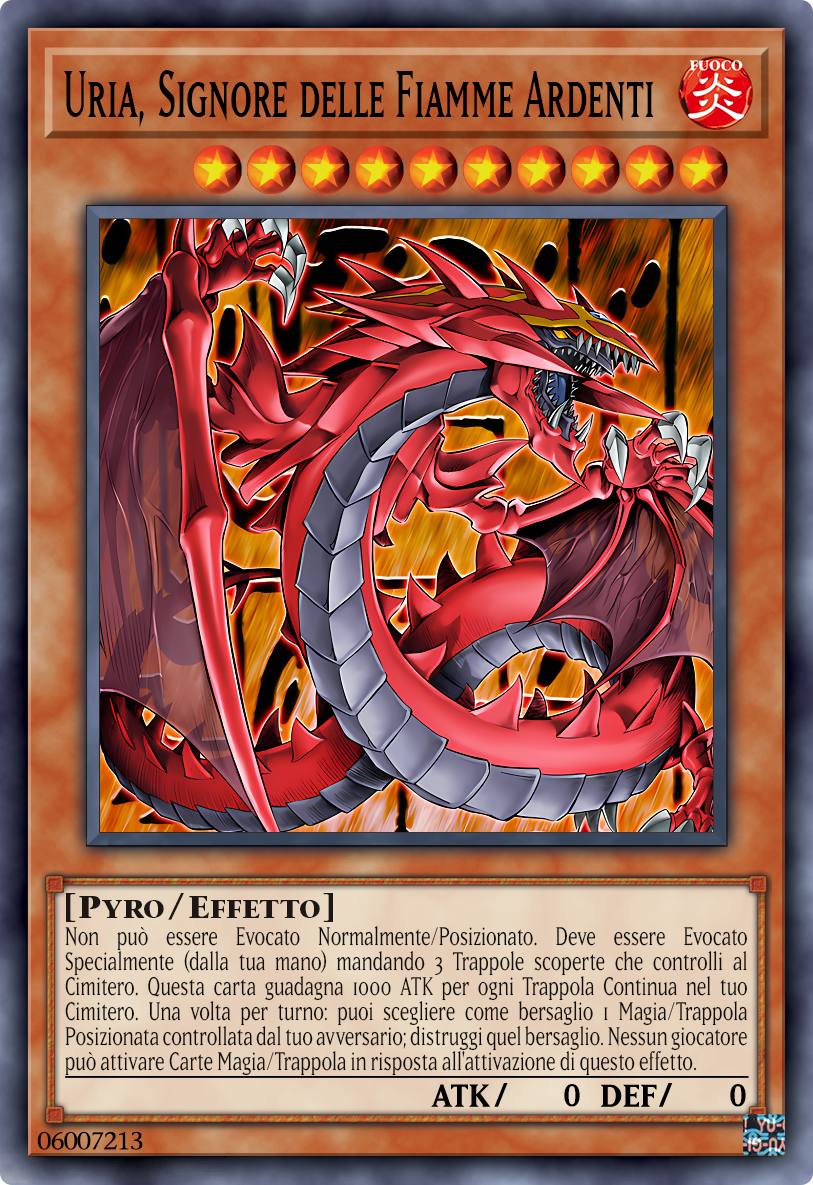 Uria, Signore delle Fiamme Ardenti
FUOCO
炎
[Pyro/Effetto]
Non può essere Evocato Normalmente/Posizionato. Deve essere Evocato
Specialmente (dalla tua mano) mandando 3 Trappole scoperte che controlli al
Cimitero. Questa carta guadagna 1000 ATK per ogni Trappola Continua nel tuo
Cimitero. Una volta per turno: puoi scegliere come bersaglio 1 Magia/Trappola
Posizionata controllata dal tuo avversario; distruggi quel bersaglio. Nessun giocatore
può attivare Carte Magia/Trappola in risposta all'attivazione di questo effetto.
ATK/ 0 DEF/ 0
06007213